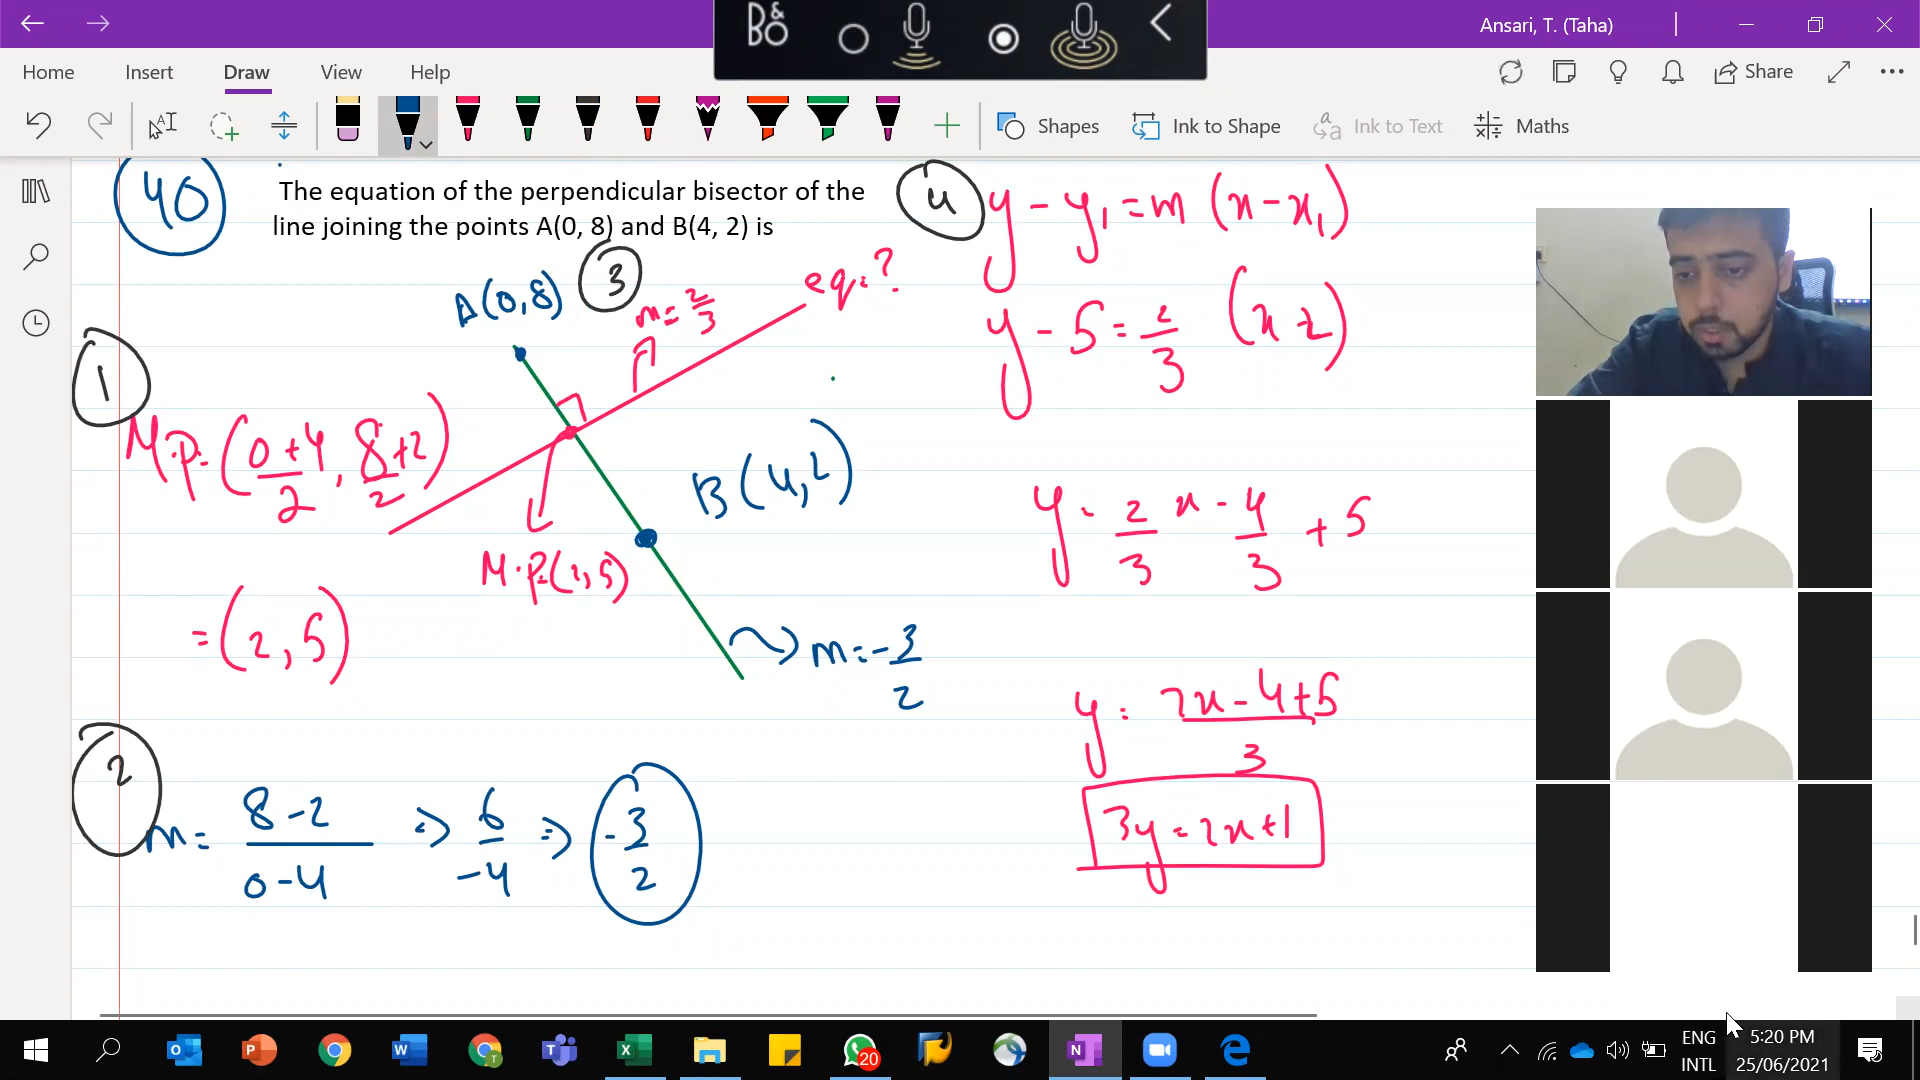 B&O
Ansari, T. (Taha)
Home Insert Draw View Help
Share
Shapes Ink to Shape Ink to Text Maths
40
The equation of the perpendicular bisector of the
line joining the points A(0, 8) and B(4, 2) is
4
y - y₁ = m (x - x₁)
3
A(0,8)
m = 2/3
eq.?
y - 5 = 2/3 (x 2)
1
M.P. = (0+4/2, 8+2/2)
B(4,2)
y = 2/3 x - 4/3 + 5
M.P=(2,5)
= (2,5)
m = -3/2
y = 2x - 4+5/3
2
m = 8-2/0-4 => 6/-4 => -3/2
3y = 2x+1
20
ENG
INTL
5:20 PM
25/06/2021